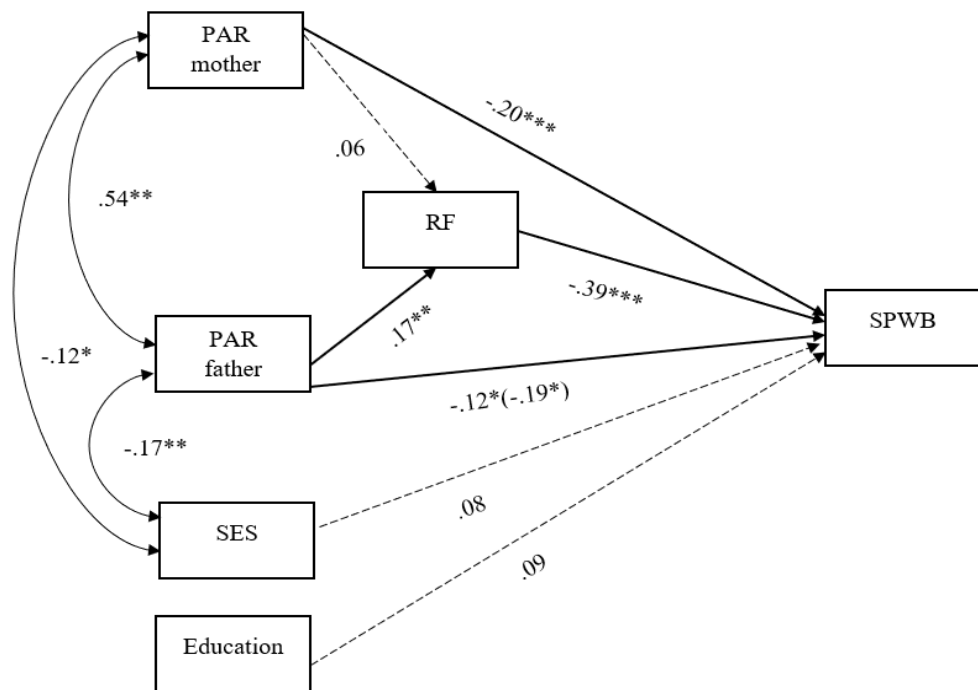 PAR
mother
-.20***
.06
.54**
RF
-.39***
.17**
SPWB
PAR
father
-.12*
-.12*(-.19*)
-.17**
.08
SES
.09
Education